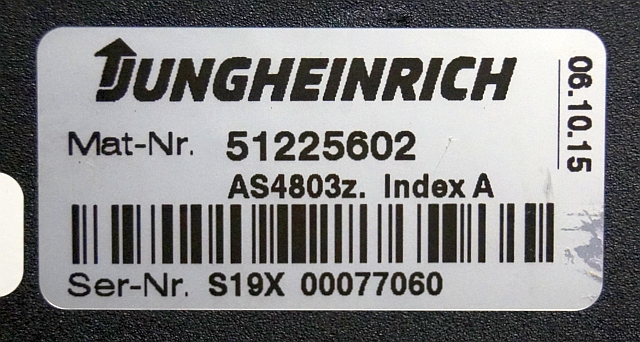 JUNGHEINRICH
06.10.15
Mat-Nr. 51225602
AS4803z. Index A
Ser-Nr. S19X 00077060